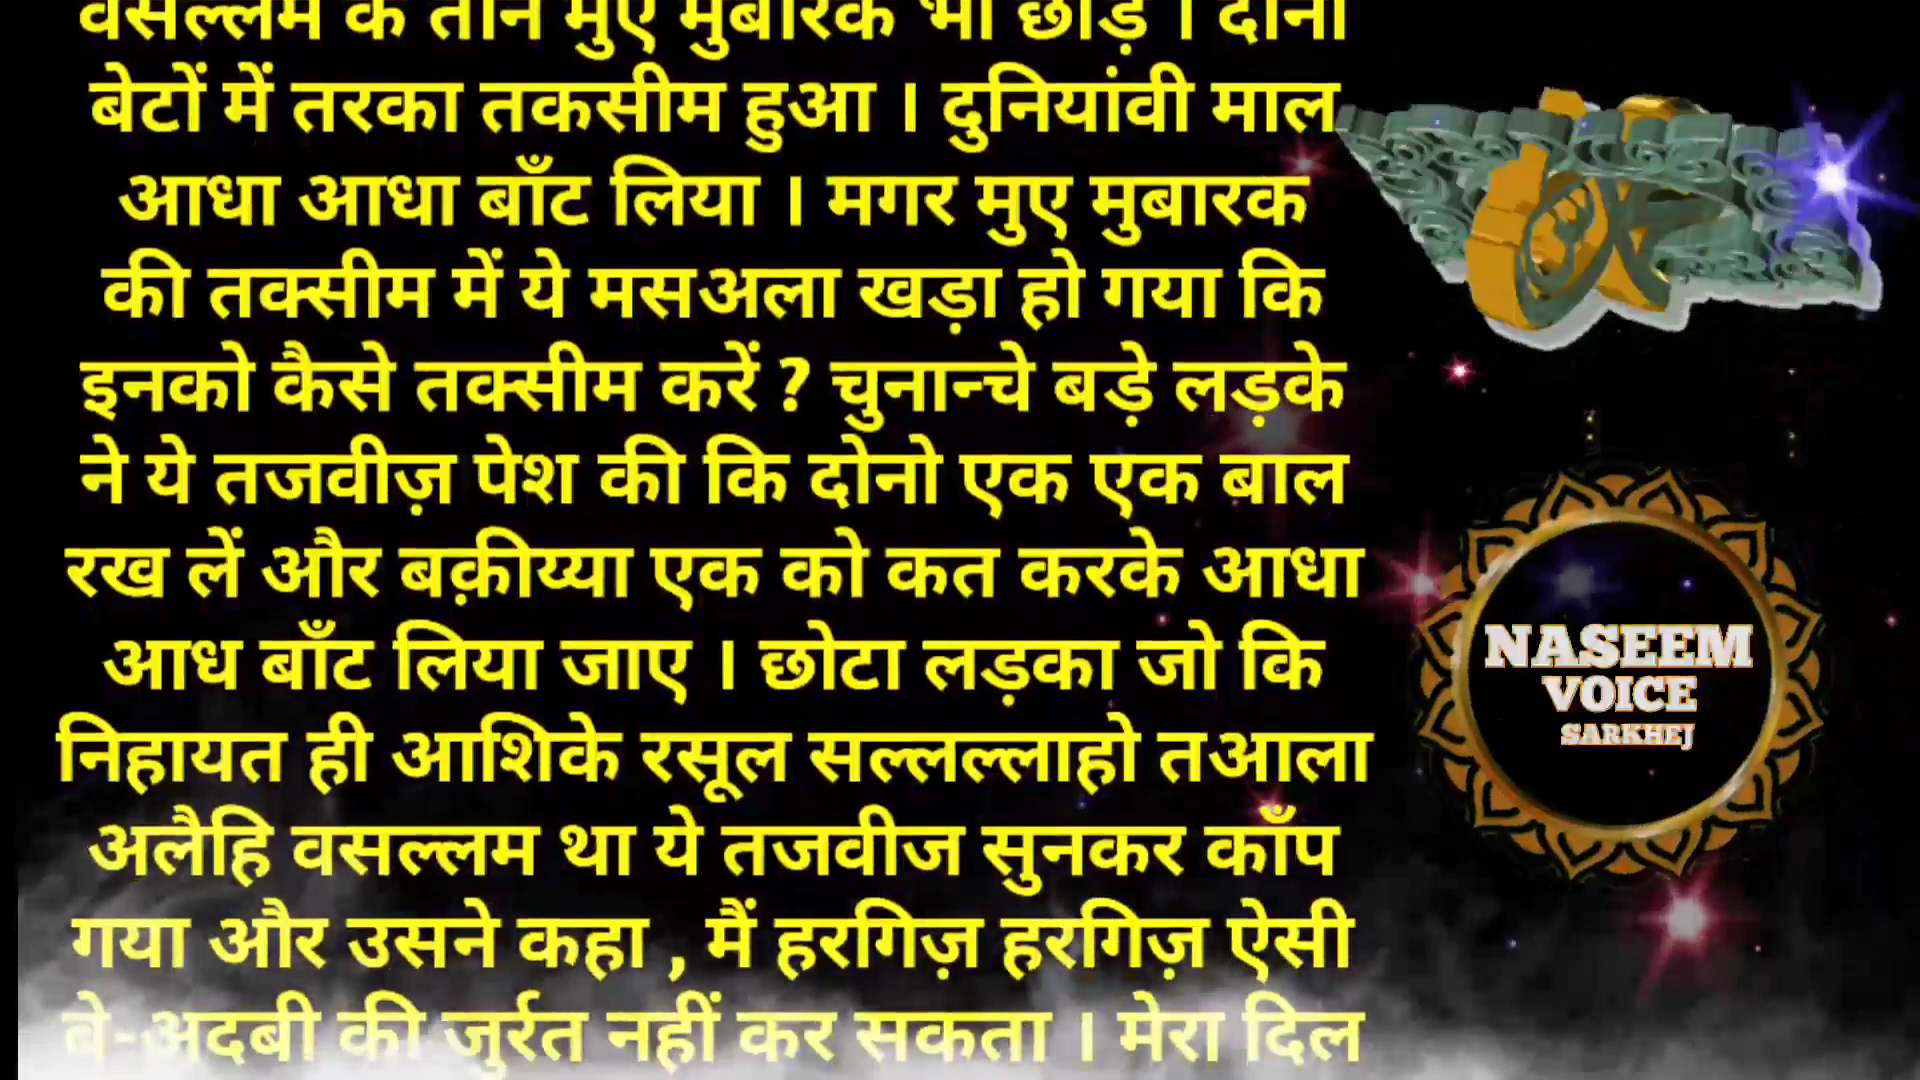 वसल्लम के तीन मुए मुबारक भी छोड़े । दोनों
बेटों में तरका तकसीम हुआ । दुनियांवी माल
आधा आधा बाँट लिया । मगर मुए मुबारक
की तक्सीम में ये मसअला खड़ा हो गया कि
इनको कैसे तक्सीम करें ? चुनान्चे बड़े लड़के
ने ये तजवीज़ पेश की कि दोनो एक एक बाल
रख लें और बक़ीय्या एक को कत करके आधा
आध बाँट लिया जाए । छोटा लड़का जो कि
निहायत ही आशिके रसूल सल्लल्लाहो तआला
अलैहि वसल्लम था ये तजवीज सुनकर काँप
गया और उसने कहा , मैं हरगिज़ हरगिज़ ऐसी
बे-अदबी की जुर्रत नहीं कर सकता । मेरा दिल
NASEEM
VOICE
SARKHEJ